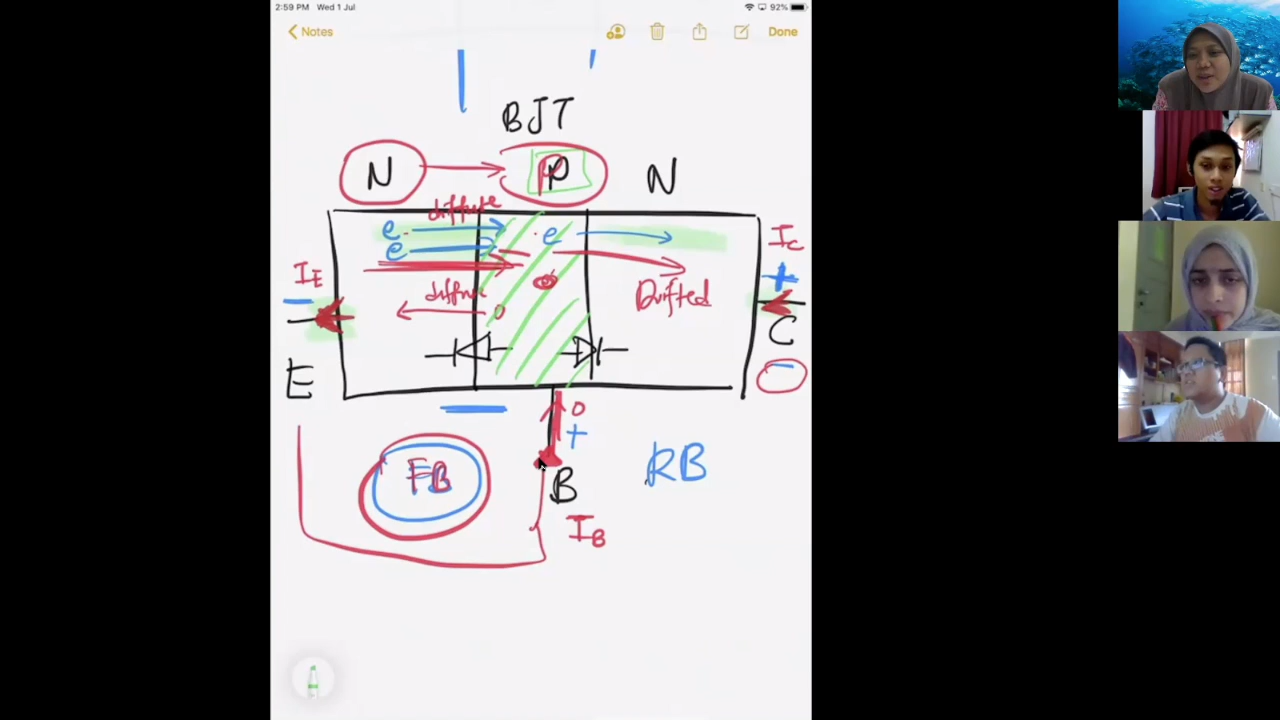 2:59 PM Wed 1 Jul 92%
Notes Done
BJT
N P N
diffuse
e e
e
IE diffuse o Drifted IC
+
E C
−
o
+
FB B RB
IB